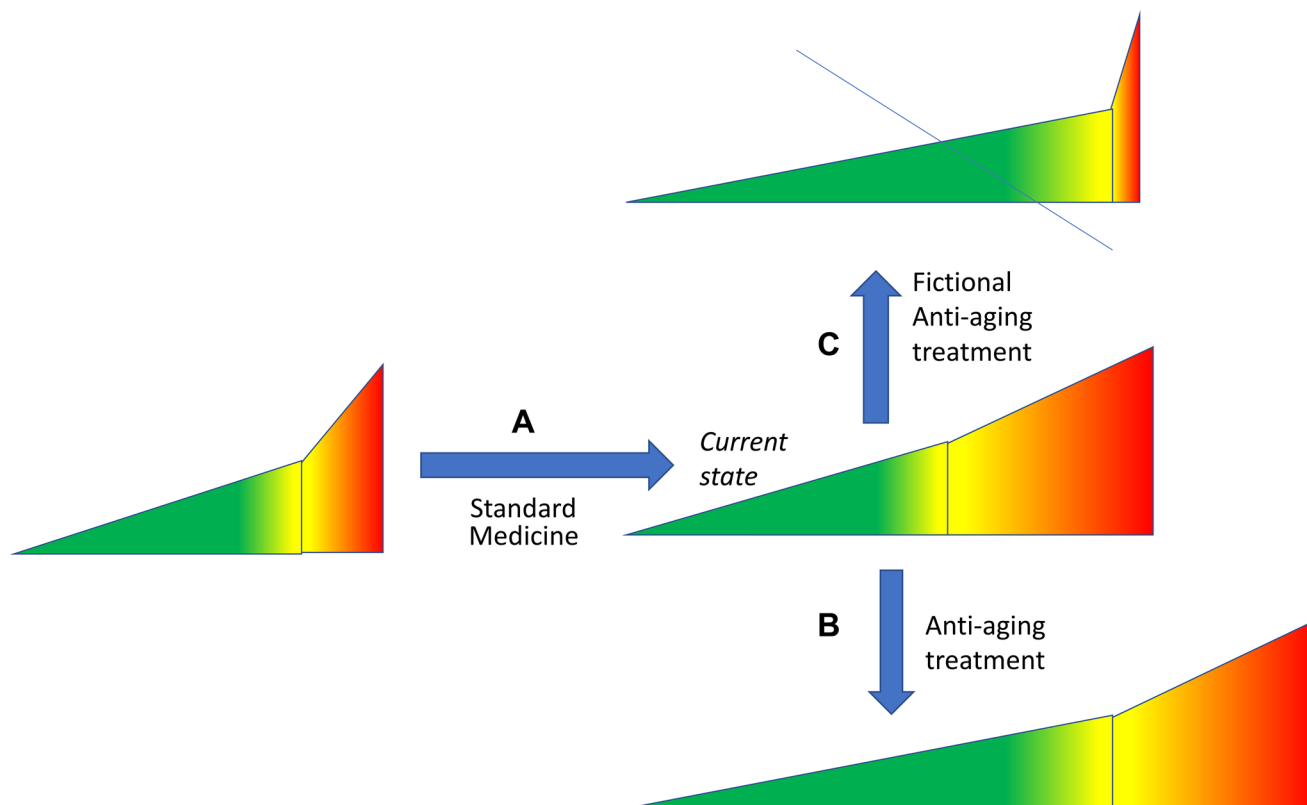 Fictional
Anti-aging
treatment
C
A
Current
state
Standard
Medicine
B
Anti-aging
treatment